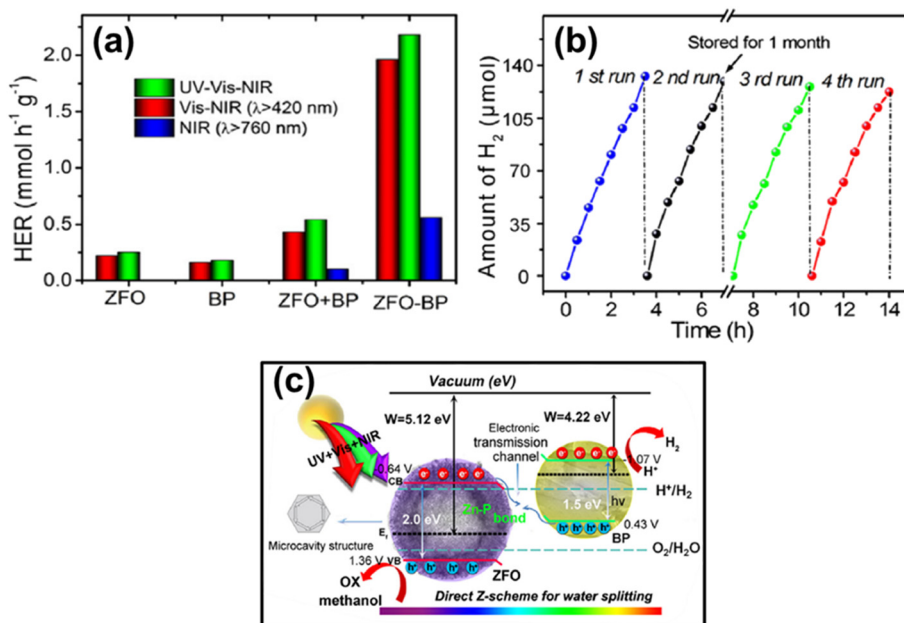 (a)
HER (mmol h⁻¹ g⁻¹)
2.0
1.5
1.0
0.5
0.0
UV-Vis-NIR
Vis-NIR (λ>420 nm)
NIR (λ>760 nm)
ZFO
BP
ZFO+BP
ZFO-BP
(b)
Amount of H₂ (μmol)
140
105
70
35
0
Stored for 1 month
1 st run
2 nd run
3 rd run
4 th run
0
2
4
6
8
10
12
14
Time (h)
(c)
Vacuum (eV)
W=5.12 eV
W=4.22 eV
Electronic
transmission
channel
H₂
UV+Vis+NIR
-0.64 V
CB
e⁻ e⁻ e⁻ e⁻
e⁻ e⁻ e⁻ e⁻
-07 V
H⁺
H⁺/H₂
2.0 eV
Zn-P
bond
1.5 eV
hv
Microcavity structure
E_f
h⁺ h⁺ h⁺ h⁺
0.43 V
BP
O₂/H₂O
1.36 V
VB
h⁺ h⁺ h⁺ h⁺
ZFO
OX
methanol
Direct Z-scheme for water splitting